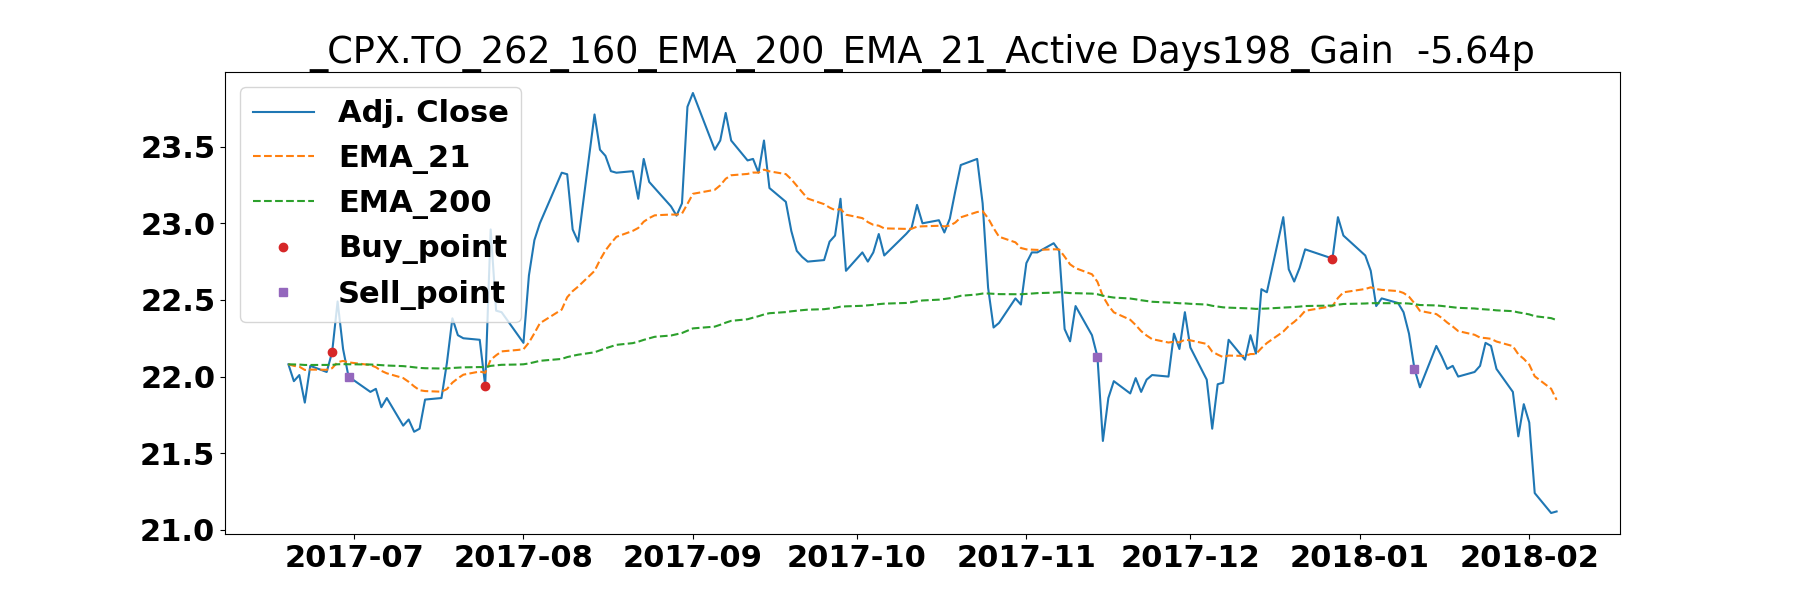 _CPX.TO_262_160_EMA_200_EMA_21_Active Days198_Gain  -5.64p
Adj. Close
EMA_21
EMA_200
Buy_point
Sell_point
23.5
23.0
22.5
22.0
21.5
21.0
2017-07 2017-08 2017-09 2017-10 2017-11 2017-12 2018-01 2018-02